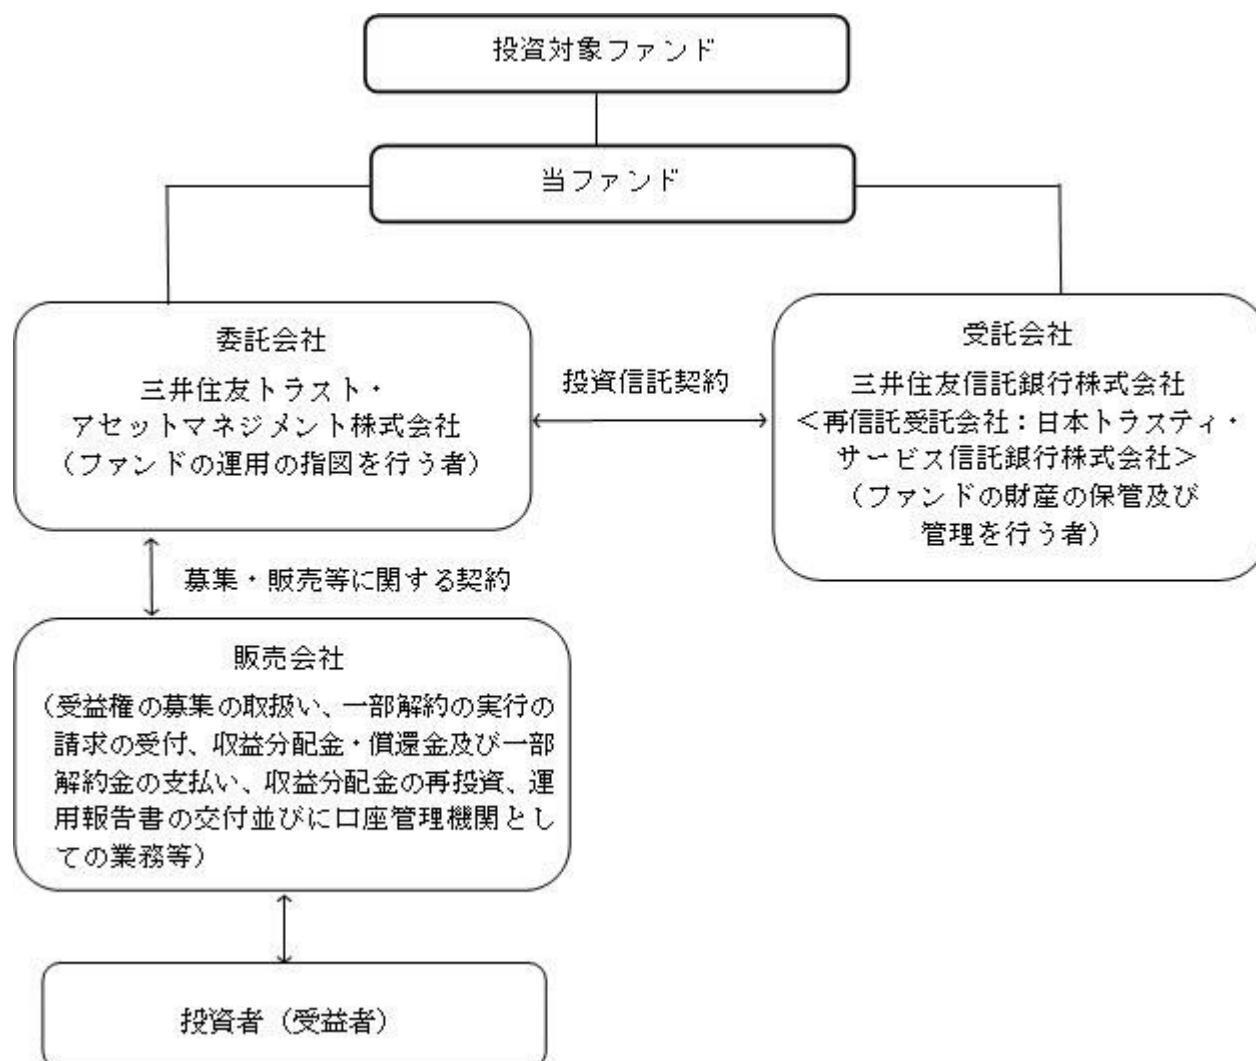 投資対象ファンド
当ファンド
委託会社
三井住友トラスト・
アセットマネジメント株式会社
（ファンドの運用の指図を行う者）
投資信託契約
受託会社
三井住友信託銀行株式会社
＜再信託受託会社：日本トラスティ・
サービス信託銀行株式会社＞
（ファンドの財産の保管及び
管理を行う者）
募集・販売等に関する契約
販売会社
（受益権の募集の取扱い、一部解約の実行の
請求の受付、収益分配金・償還金及び一部
解約金の支払い、収益分配金の再投資、運
用報告書の交付並びに口座管理機関とし
ての業務等）
投資者（受益者）